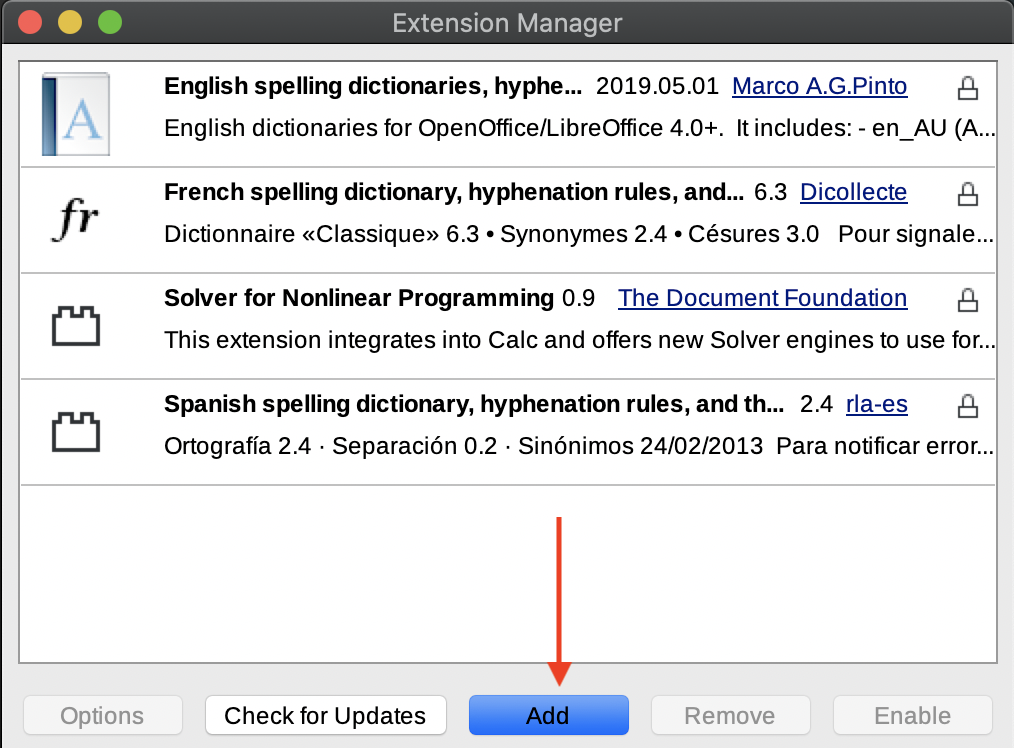 Extension Manager
English spelling dictionaries, hyphe... 2019.05.01 Marco A.G.Pinto
A
English dictionaries for OpenOffice/LibreOffice 4.0+. It includes: - en_AU (A...
French spelling dictionary, hyphenation rules, and... 6.3 Dicollecte
fr
Dictionnaire «Classique» 6.3 • Synonymes 2.4 • Césures 3.0 Pour signale...
Solver for Nonlinear Programming 0.9 The Document Foundation
This extension integrates into Calc and offers new Solver engines to use for...
Spanish spelling dictionary, hyphenation rules, and th... 2.4 rla-es
Ortografía 2.4 · Separación 0.2 · Sinónimos 24/02/2013 Para notificar error...
Options Check for Updates Add Remove Enable